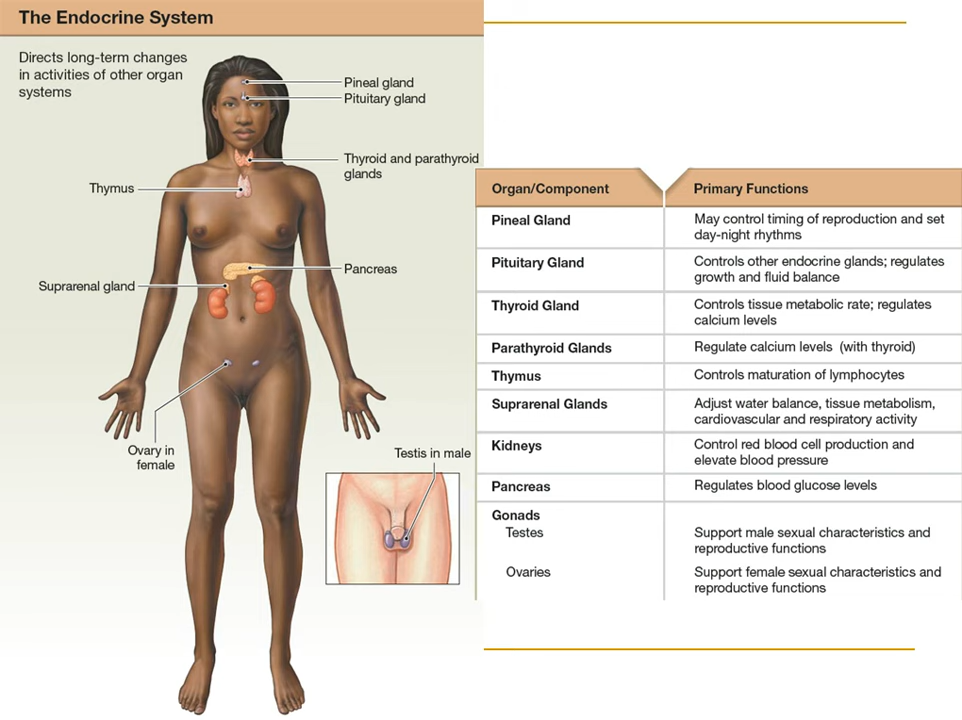 The Endocrine System
Directs long-term changes
in activities of other organ
systems
Pineal gland
Pituitary gland
Thyroid and parathyroid
glands
Thymus
Pancreas
Suprarenal gland
Ovary in
female
Testis in male
Organ/Component Primary Functions
Pineal Gland May control timing of reproduction and set
day-night rhythms
Pituitary Gland Controls other endocrine glands; regulates
growth and fluid balance
Thyroid Gland Controls tissue metabolic rate; regulates
calcium levels
Parathyroid Glands Regulate calcium levels (with thyroid)
Thymus Controls maturation of lymphocytes
Suprarenal Glands Adjust water balance, tissue metabolism,
cardiovascular and respiratory activity
Kidneys Control red blood cell production and
elevate blood pressure
Pancreas Regulates blood glucose levels
Gonads
Testes Support male sexual characteristics and
reproductive functions
Ovaries Support female sexual characteristics and
reproductive functions